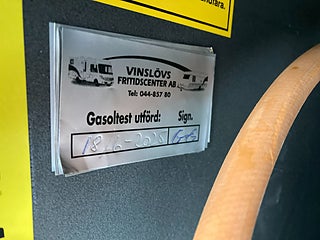 VINSLÖVS
FRITIDSCENTER AB
Tel: 044-857 80
Gasoltest utförd: Sign.